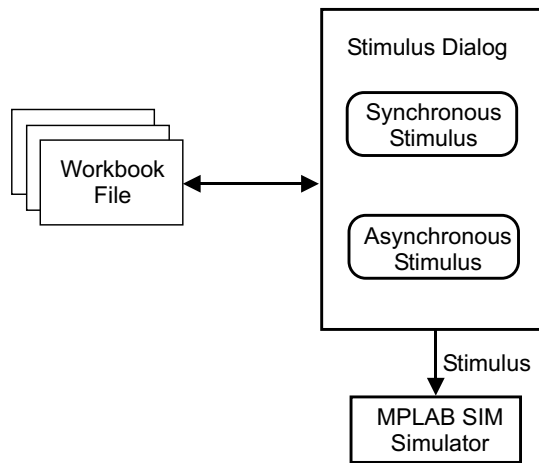 Stimulus Dialog
Synchronous
Stimulus
Workbook
File
Asynchronous
Stimulus
Stimulus
MPLAB SIM
Simulator